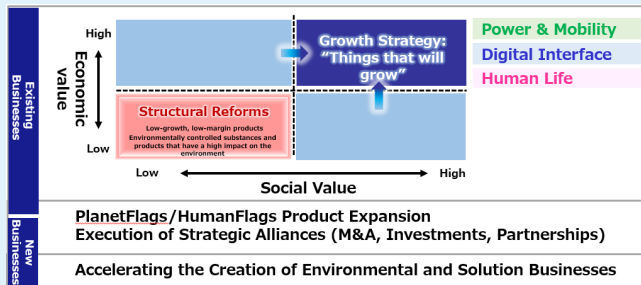 Existing
Businesses
Economic
value
High
Low
Growth Strategy:
“Things that will
grow”
Structural Reforms
Low-growth, low-margin products
Environmentally controlled substances and
products that have a high impact on the
environment
Low
High
Social Value
Power & Mobility
Digital Interface
Human Life
PlanetFlags/HumanFlags Product Expansion
Execution of Strategic Alliances (M&A, Investments, Partnerships)
New
Businesses
Accelerating the Creation of Environmental and Solution Businesses